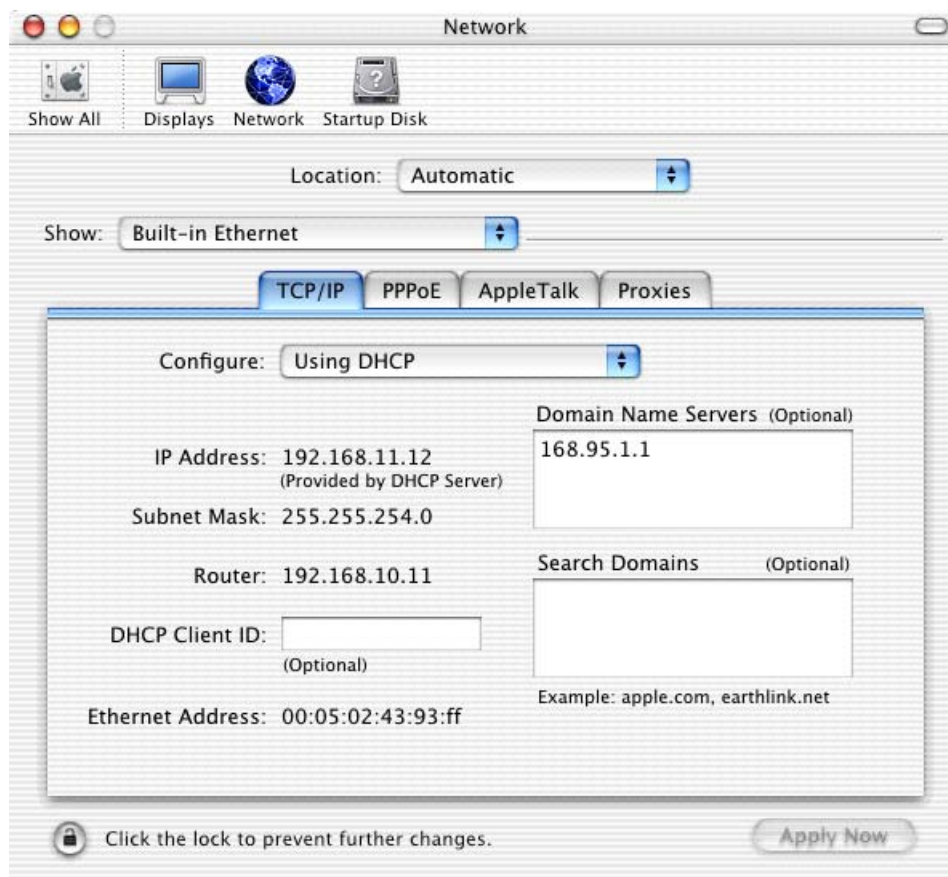 Network
Show All Displays Network Startup Disk
Location: Automatic
Show: Built-in Ethernet
TCP/IP PPPoE AppleTalk Proxies
Configure: Using DHCP
Domain Name Servers (Optional)
168.95.1.1
IP Address: 192.168.11.12
(Provided by DHCP Server)
Subnet Mask: 255.255.254.0
Router: 192.168.10.11
Search Domains (Optional)
DHCP Client ID:
(Optional)
Example: apple.com, earthlink.net
Ethernet Address: 00:05:02:43:93:ff
Click the lock to prevent further changes.
Apply Now